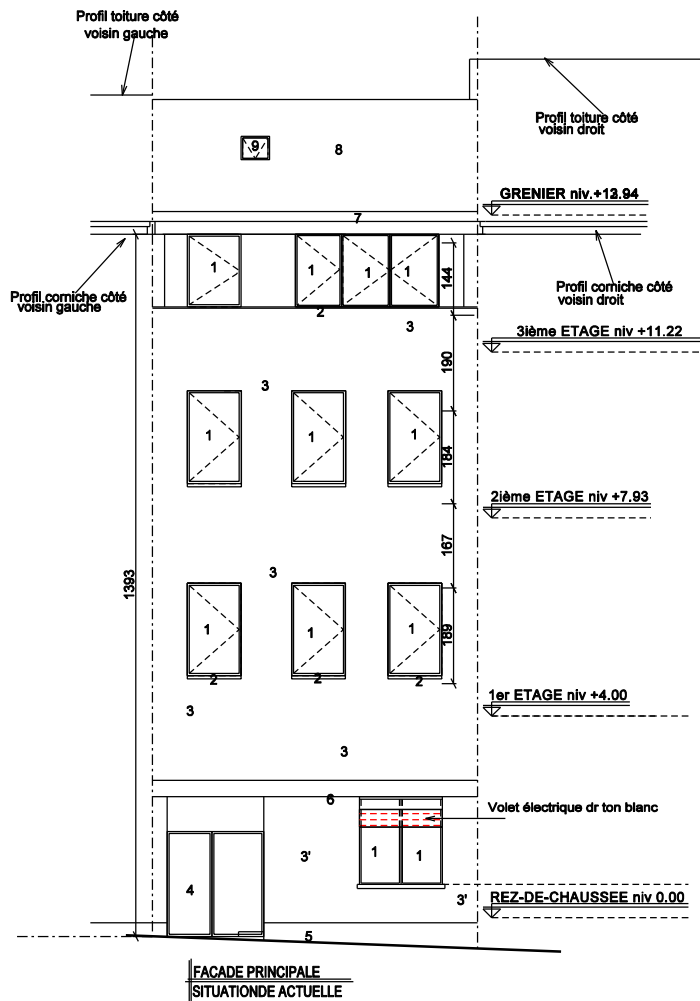 Profil toiture côté
voisin gauche
Profil toiture côté
voisin droit
9
8
GRENIER niv.+13.94
7
1
1
1
1
144
Profil corniche côté
voisin gauche
Profil corniche côté
voisin droit
2
3
3ième ETAGE niv +11.22
190
3
1
1
1
184
2ième ETAGE niv +7.93
167
3
1393
1
1
1
189
2
2
2
1er ETAGE niv +4.00
3
3
6
Volet électrique dr ton blanc
3'
1
1
4
3'
REZ-DE-CHAUSSEE niv 0.00
5
FACADE PRINCIPALE
SITUATIONDE ACTUELLE